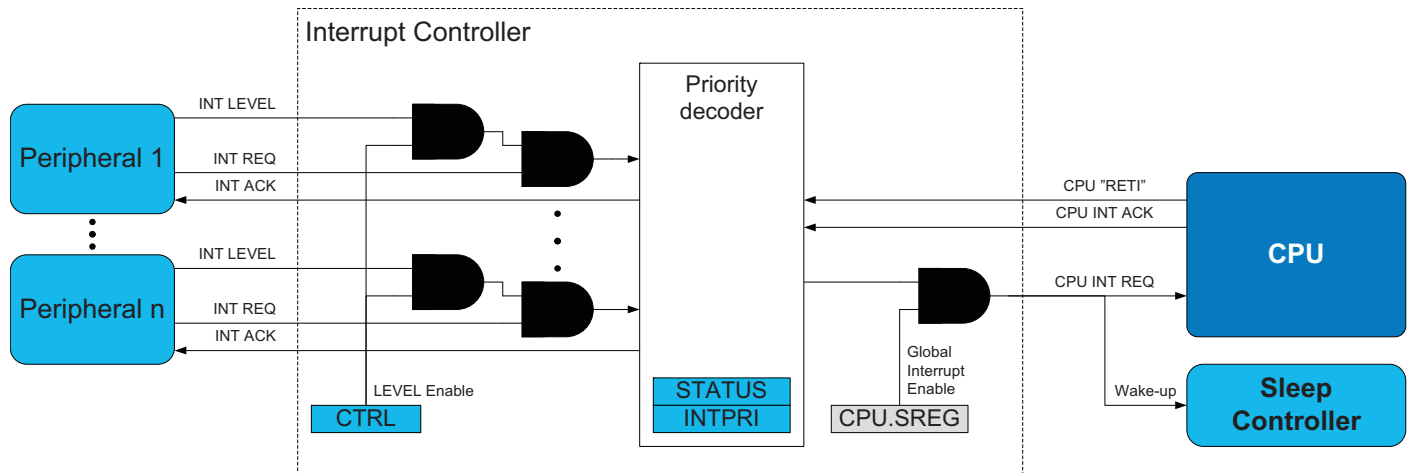 Interrupt Controller
Priority
decoder
INT LEVEL
Peripheral 1
INT REQ
INT ACK
CPU ”RETI”
CPU INT ACK
CPU
INT LEVEL
Peripheral n
INT REQ
INT ACK
CPU INT REQ
Global
Interrupt
Enable
LEVEL Enable
CTRL
STATUS
INTPRI
CPU.SREG
Wake-up
Sleep
Controller